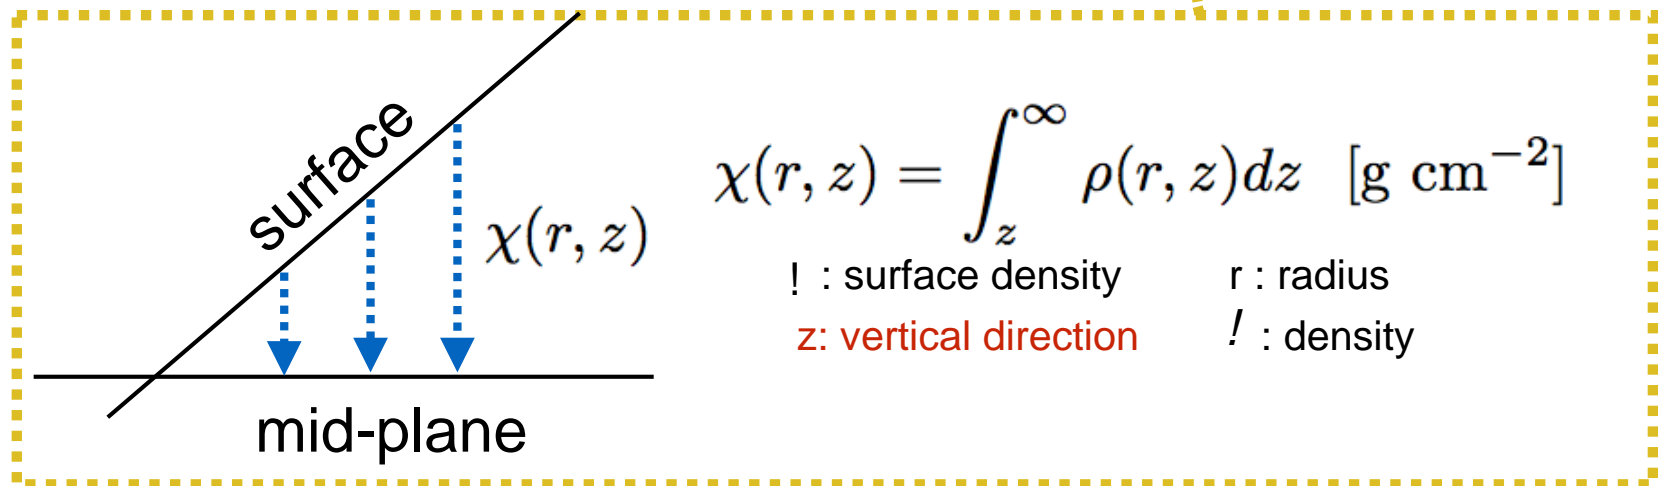 surface
χ(r, z)
mid-plane
χ(r, z) = ∫_z^∞ ρ(r, z)dz [g cm^−2]
! : surface density
r : radius
z: vertical direction
! : density